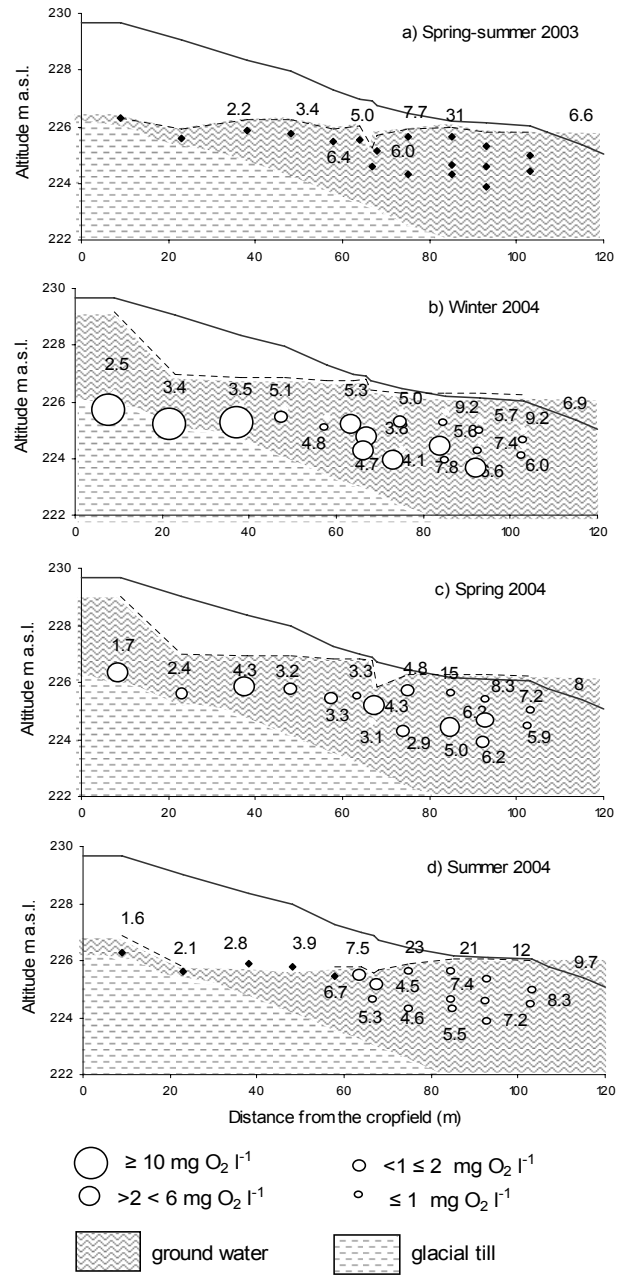 a) Spring-summer 2003
230
228
226
224
222
Altitude m a.s.l.
2.2 3.4 5.0 7.7 31 6.6
6.4 6.0
0 20 40 60 80 100 120
b) Winter 2004
230
228
226
224
222
Altitude m a.s.l.
2.5 3.4 3.5 5.1 5.3 5.0 9.2 5.7 9.2 6.9
4.8 3.8 5.6 7.4
4.7 4.1 7.8 6.6 6.0
0 20 40 60 80 100 120
c) Spring 2004
230
228
226
224
222
Altitude m a.s.l.
1.7 2.4 4.3 3.2 3.3 4.8 15 8.3 7.2 8
3.3 4.3 6.2
3.1 2.9 5.0 6.2 5.9
0 20 40 60 80 100 120
d) Summer 2004
230
228
226
224
222
Altitude m a.s.l.
1.6 2.1 2.8 3.9 7.5 23 21 12 9.7
6.7 4.5 7.4 8.3
5.3 4.6 5.5 7.2
0 20 40 60 80 100 120
Distance from the cropfield (m)
≥ 10 mg O₂ l⁻¹
<1 ≤ 2 mg O₂ l⁻¹
>2 < 6 mg O₂ l⁻¹
≤ 1 mg O₂ l⁻¹
ground water
glacial till